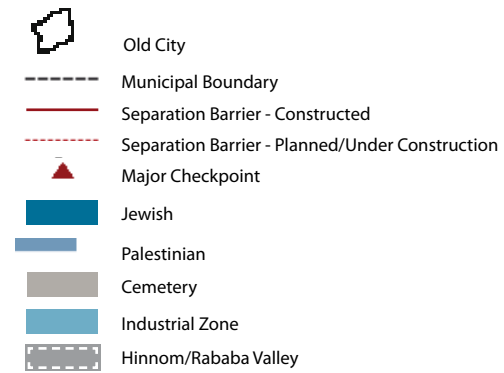 Old City
Municipal Boundary
Separation Barrier - Constructed
Separation Barrier - Planned/Under Construction
Major Checkpoint
Jewish
Palestinian
Cemetery
Industrial Zone
Hinnom/Rababa Valley